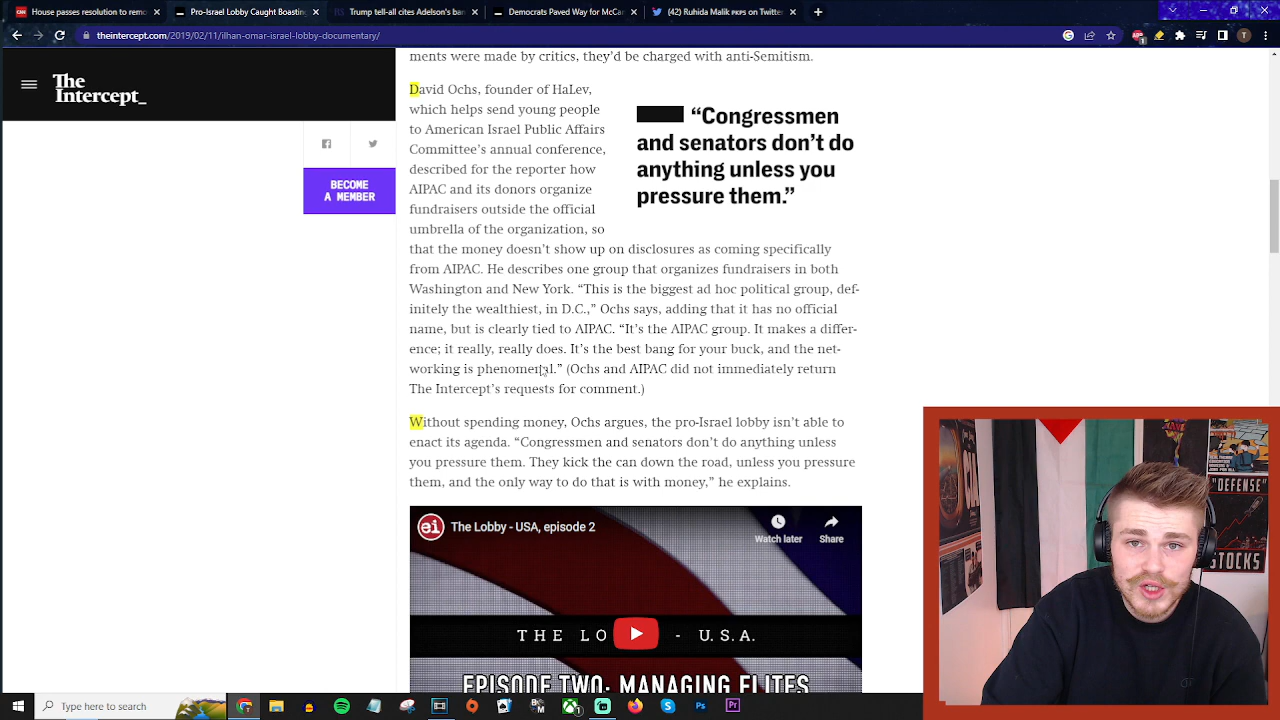 House passes resolution to remo
Pro-Israel Lobby Caught Boasting
BS Trump tell-all cites Adelson's ban
Democrats Paved Way for McCa
(42) Ruhida Malik
on Twitter
theintercept.com/2019/02/11/ilhan-omar-israel-lobby-documentary/
The
Intercept_
BECOME
A MEMBER
ments were made by critics, they'd be charged with anti-Semitism.
David Ochs, founder of HaLev,
which helps send young people
to American Israel Public Affairs
Committee's annual conference,
described for the reporter how
AIPAC and its donors organize
fundraisers outside the official
umbrella of the organization, so
that the money doesn't show up on disclosures as coming specifically
from AIPAC. He describes one group that organizes fundraisers in both
Washington and New York. “This is the biggest ad hoc political group, def-
initely the wealthiest, in D.C.,” Ochs says, adding that it has no official
name, but is clearly tied to AIPAC. “It's the AIPAC group. It makes a differ-
ence; it really, really does. It's the best bang for your buck, and the net-
working is phenomenal.” (Ochs and AIPAC did not immediately return
The Intercept's requests for comment.)
“Congressmen
and senators don't do
anything unless you
pressure them.”
Without spending money, Ochs argues, the pro-Israel lobby isn't able to
enact its agenda. “Congressmen and senators don't do anything unless
you pressure them. They kick the can down the road, unless you pressure
them, and the only way to do that is with money,” he explains.
ei The Lobby - USA, episode 2
Watch later
Share
THE LO - U.S.A.
EPISODE TWO: MANAGING ELITES
"DEFENSE"
STOCKS
Type here to search